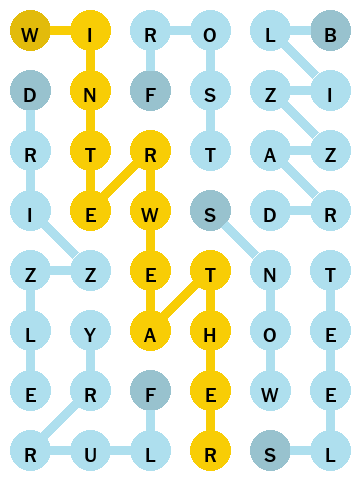 W I R O L B
D N F S Z I
R T R T A Z
I E W S D R
Z Z E T N T
L Y A H O E
E R F E W E
R U L R S L